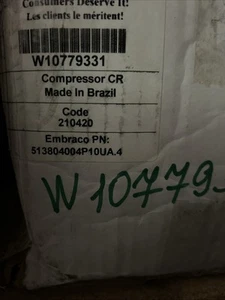 Consumers Deserve It!
Les clients le méritent!
W10779331
Compressor CR
Made In Brazil
Code
210420
Embraco PN:
513804004P10UA.4
W10779